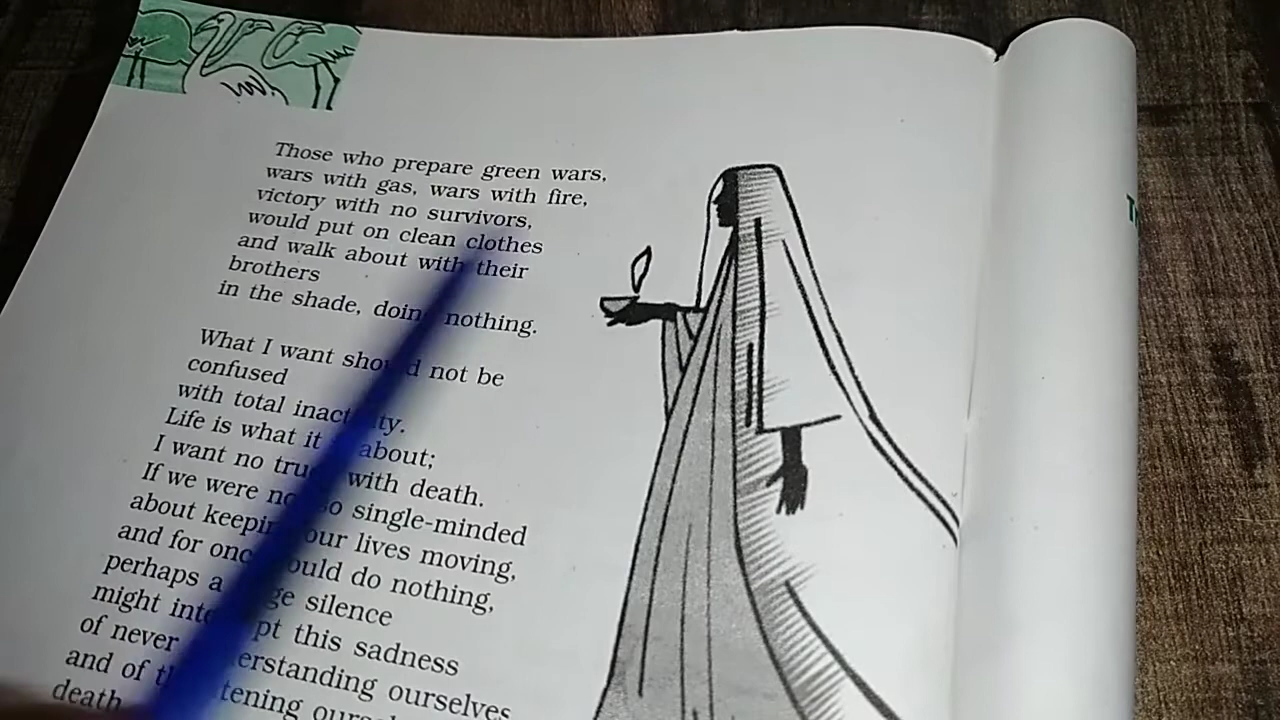 Those who prepare green wars,
wars with gas, wars with fire,
victory with no survivors,
would put on clean clothes
and walk about with their
brothers
in the shade, doing nothing.
What I want should not be
confused
with total inactivity.
Life is what it is about;
I want no truck with death.
If we were not so single-minded
about keeping our lives moving,
and for once could do nothing,
perhaps a huge silence
might interrupt this sadness
of never understanding ourselves
and of threatening
death